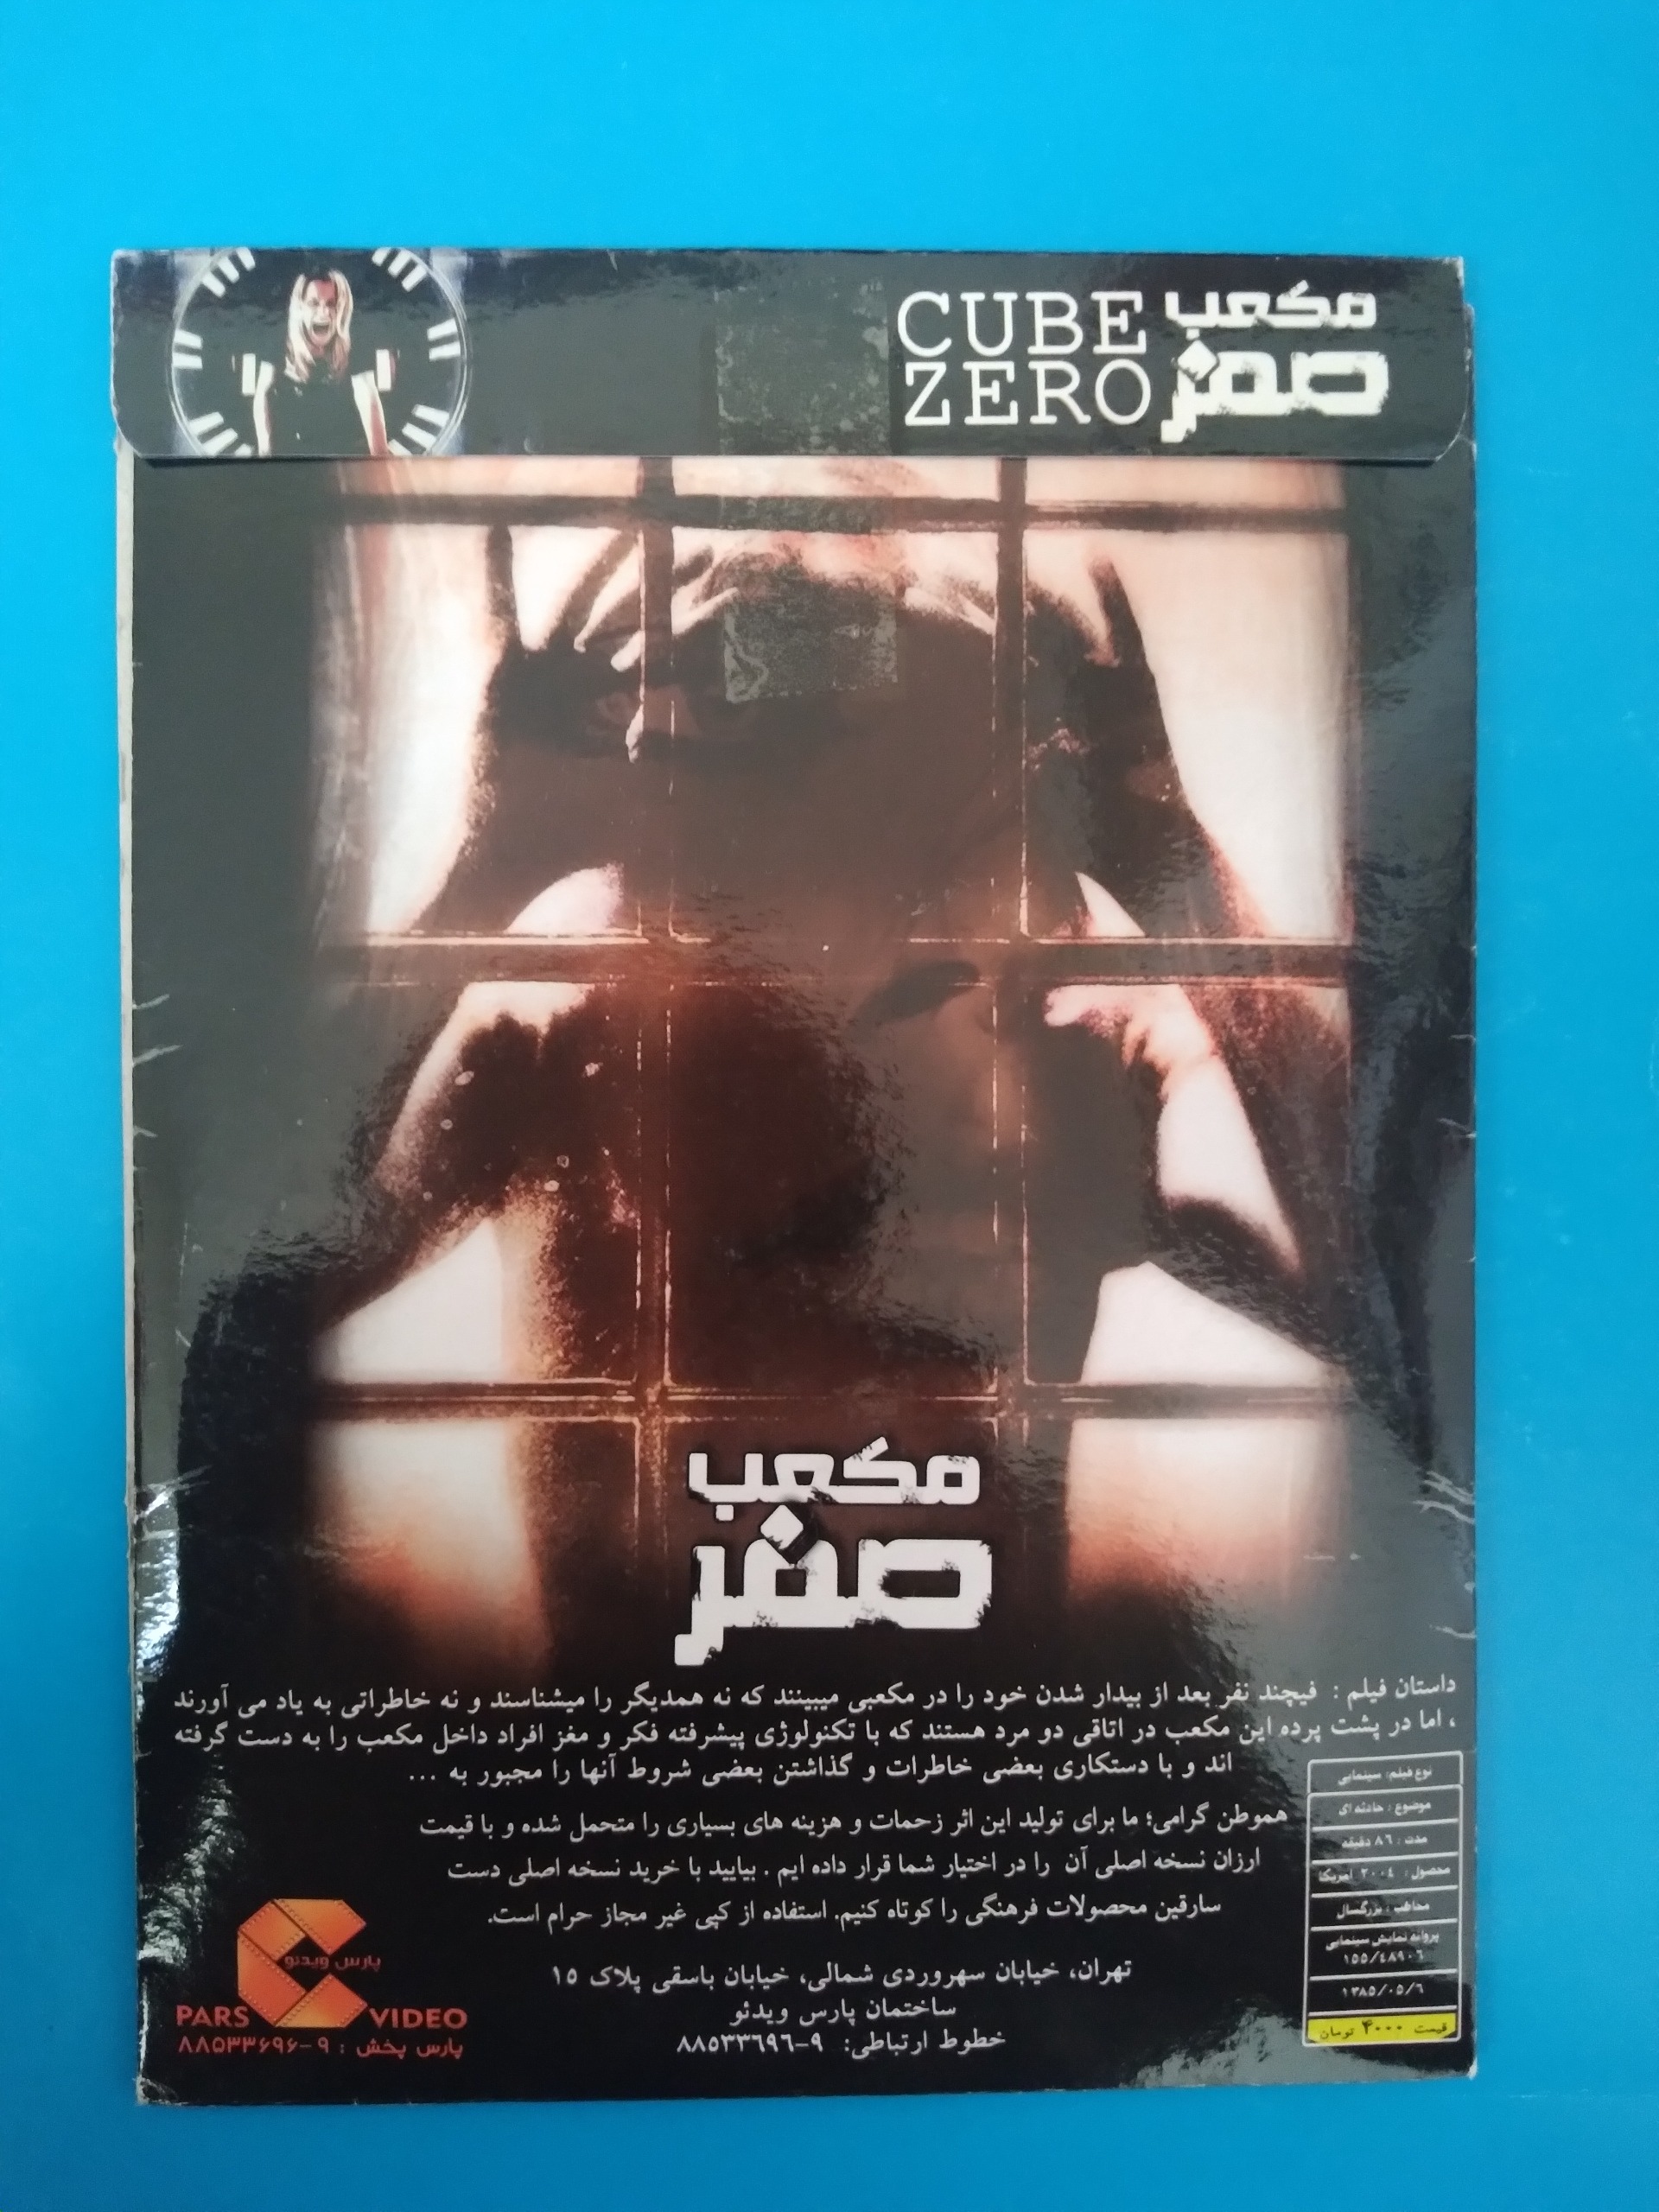 CUBE
ZERO
مکعب
صفر
مکعب
صفر
داستان فیلم : فیچند نفر بعد از بیدار شدن خود را در مکعبی میبینند که نه همدیگر را میشناسند و نه خاطراتی به یاد می آورند
، اما در پشت پرده این مکعب در اتاقی دو مرد هستند که با تکنولوژی پیشرفته فکر و مغز افراد داخل مکعب را به دست گرفته
اند و با دستکاری بعضی خاطرات و گذاشتن بعضی شروط آنها را مجبور به ...
هموطن گرامی؛ ما برای تولید این اثر زحمات و هزینه های بسیاری را متحمل شده و با قیمت
ارزان نسخه اصلی آن را در اختیار شما قرار داده ایم . بیایید با خرید نسخه اصلی دست
سارقین محصولات فرهنگی را کوتاه کنیم. استفاده از کپی غیر مجاز حرام است.
تهران، خیابان سهروردی شمالی، خیابان باسقی پلاک ۱۵
ساختمان پارس ویدئو
خطوط ارتباطی: ۹-۸۸۵۳۳۶۹۶
نوع فیلم: سینمایی
موضوع : حادثه ای
مدت : ۸۶ دقیقه
محصول : ۲۰۰۴ امریکا
مخاطب : بزرگسال
پروانه نمایش سینمایی
۱۵۵/۴۸۹۰۶
۱۳۸۵/۰۵/۶
قیمت ۴۰۰۰ تومان
پارس ویدئو
PARS VIDEO
پارس پخش : ۹-۸۸۵۳۳۶۹۶